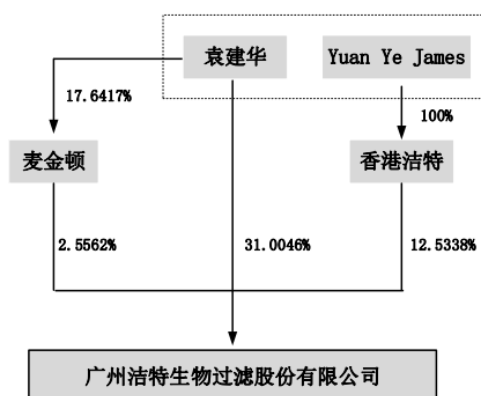 袁建华
Yuan Ye James
17.6417%
100%
麦金顿
香港洁特
2.5562%
31.0046%
12.5338%
广州洁特生物过滤股份有限公司